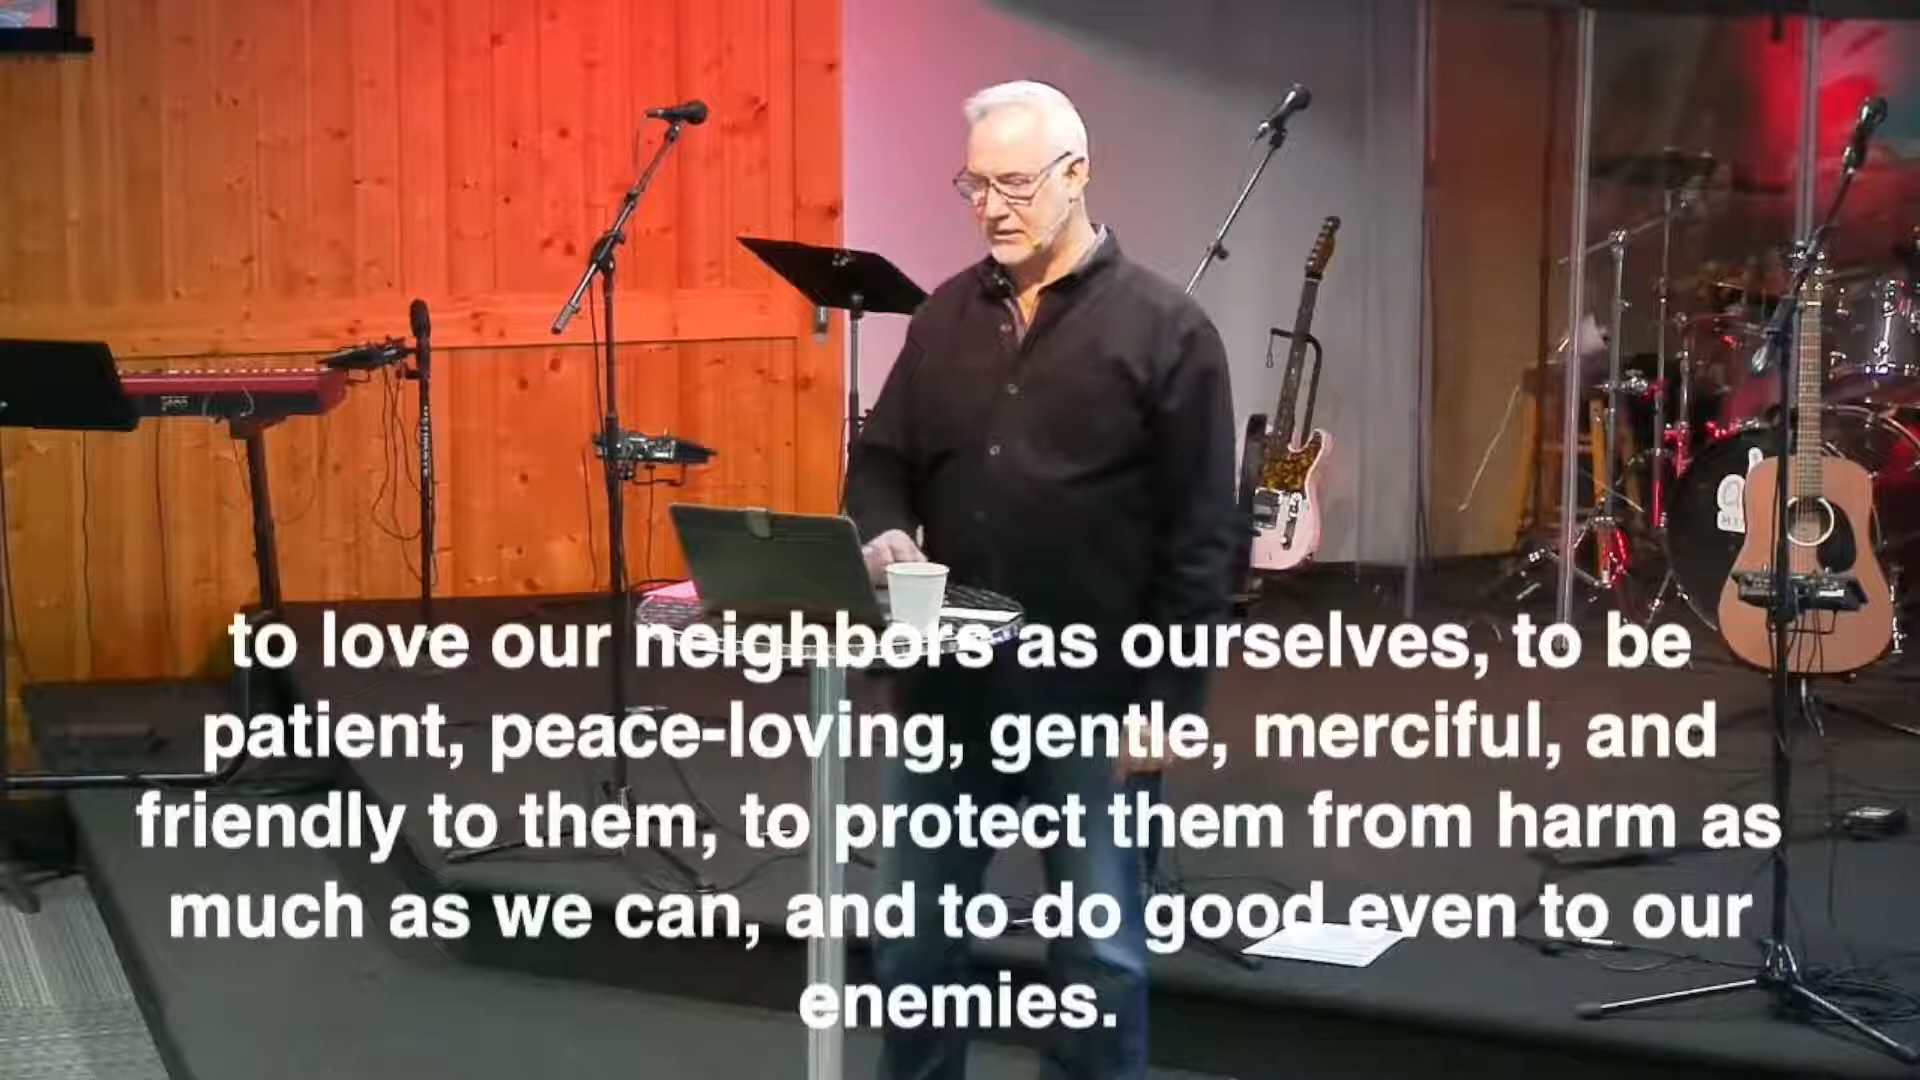 to love our neighbors as ourselves, to be
patient, peace-loving, gentle, merciful, and
friendly to them, to protect them from harm as
much as we can, and to do good even to our
enemies.